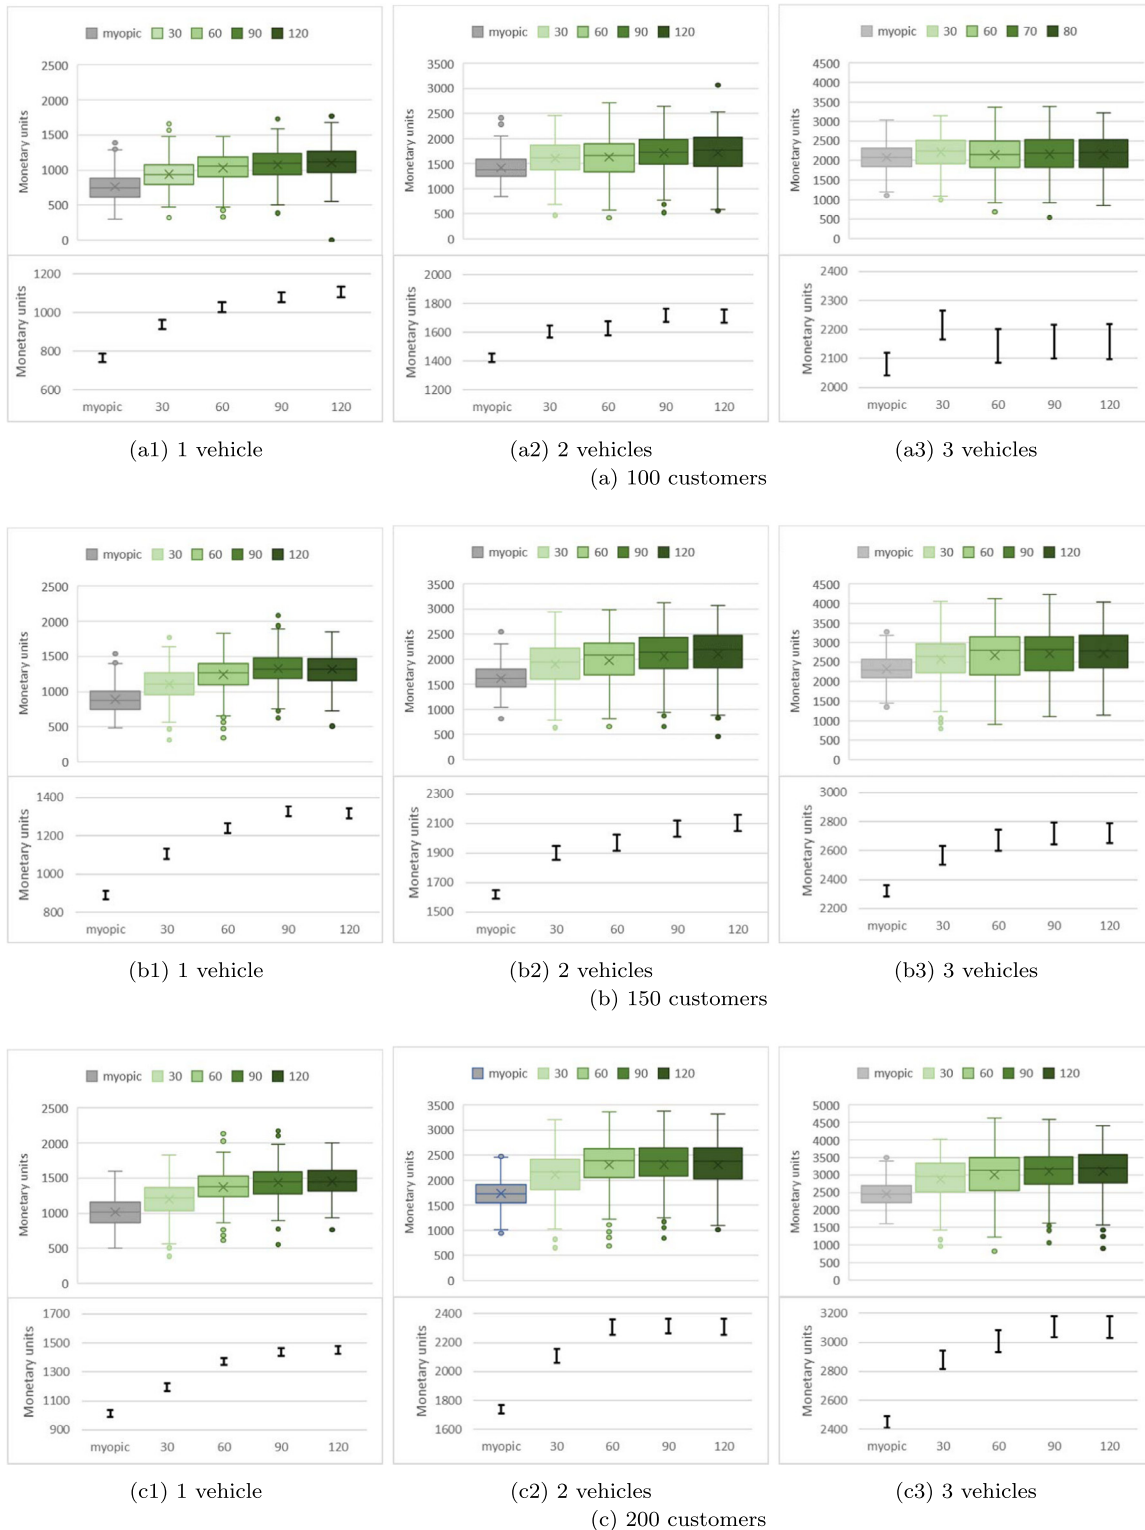 myopic 30 60 90 120
Monetary units
2500
2000
1500
1000
500
0
Monetary units
1200
1000
800
600
myopic 30 60 90 120
(a1) 1 vehicle
myopic 30 60 90 120
Monetary units
3500
3000
2500
2000
1500
1000
500
0
Monetary units
2000
1800
1600
1400
1200
myopic 30 60 90 120
(a2) 2 vehicles
myopic 30 60 70 80
Monetary units
4500
4000
3500
3000
2500
2000
1500
1000
500
0
Monetary units
2400
2300
2200
2100
2000
myopic 30 60 90 120
(a3) 3 vehicles
(a) 100 customers
myopic 30 60 90 120
Monetary units
2500
2000
1500
1000
500
0
Monetary units
1400
1200
1000
800
myopic 30 60 90 120
(b1) 1 vehicle
myopic 30 60 90 120
Monetary units
3500
3000
2500
2000
1500
1000
500
0
Monetary units
2300
2100
1900
1700
1500
myopic 30 60 90 120
(b2) 2 vehicles
myopic 30 60 90 120
Monetary units
4500
4000
3500
3000
2500
2000
1500
1000
500
0
Monetary units
3000
2800
2600
2400
2200
myopic 30 60 90 120
(b3) 3 vehicles
(b) 150 customers
myopic 30 60 90 120
Monetary units
2500
2000
1500
1000
500
0
Monetary units
1700
1500
1300
1100
900
myopic 30 60 90 120
(c1) 1 vehicle
myopic 30 60 90 120
Monetary units
3500
3000
2500
2000
1500
1000
500
0
Monetary units
2400
2200
2000
1800
1600
myopic 30 60 90 120
(c2) 2 vehicles
myopic 30 60 90 120
Monetary units
5000
4500
4000
3500
3000
2500
2000
1500
1000
500
0
Monetary units
3200
3000
2800
2600
2400
myopic 30 60 90 120
(c3) 3 vehicles
(c) 200 customers